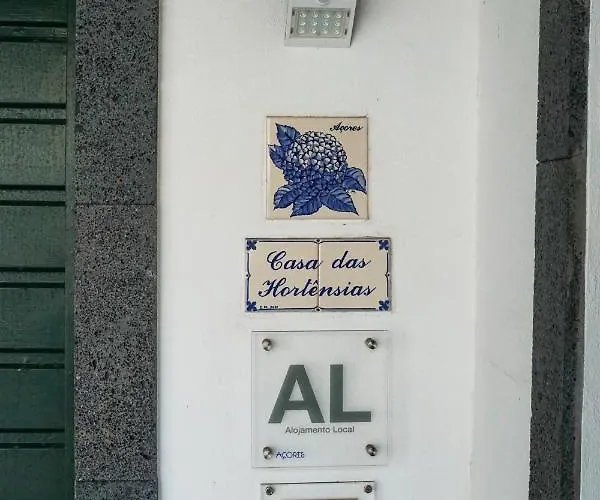 Açores
Casa das
Hortênsias
AL
Alojamento Local
AÇORES